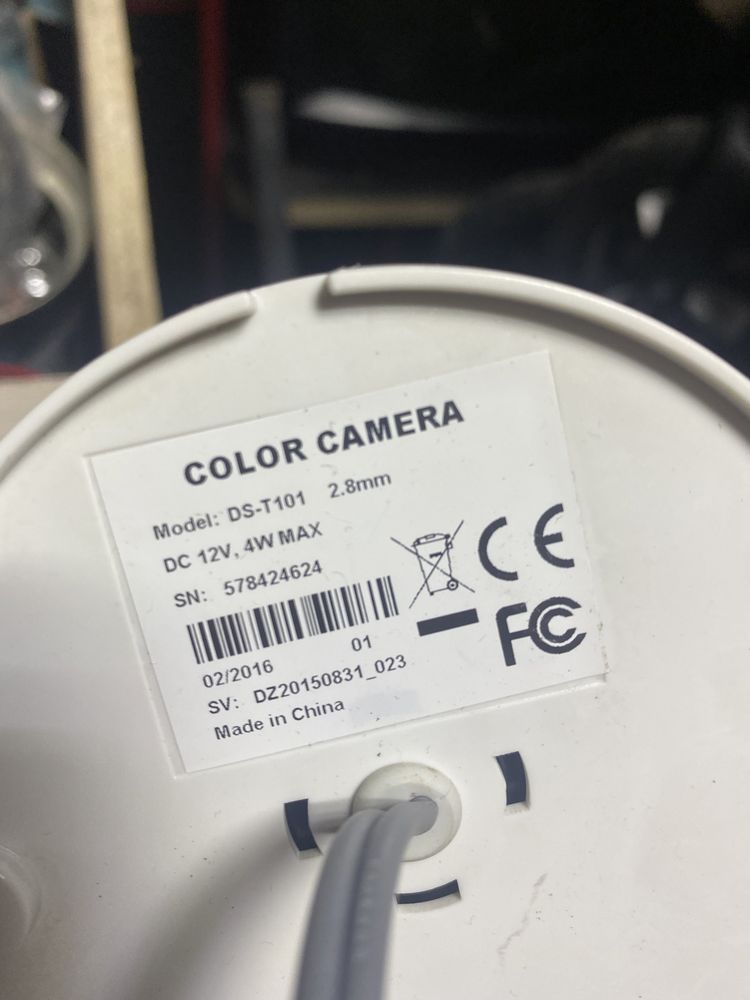 COLOR CAMERA
Model: DS-T101 2.8mm
DC 12V, 4W MAX
SN: 578424624
CE
FC
02/2016 01
SV: DZ20150831_023
Made in China